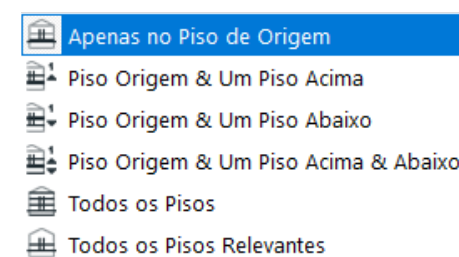 Apenas no Piso de Origem
Piso Origem & Um Piso Acima
Piso Origem & Um Piso Abaixo
Piso Origem & Um Piso Acima & Abaixo
Todos os Pisos
Todos os Pisos Relevantes